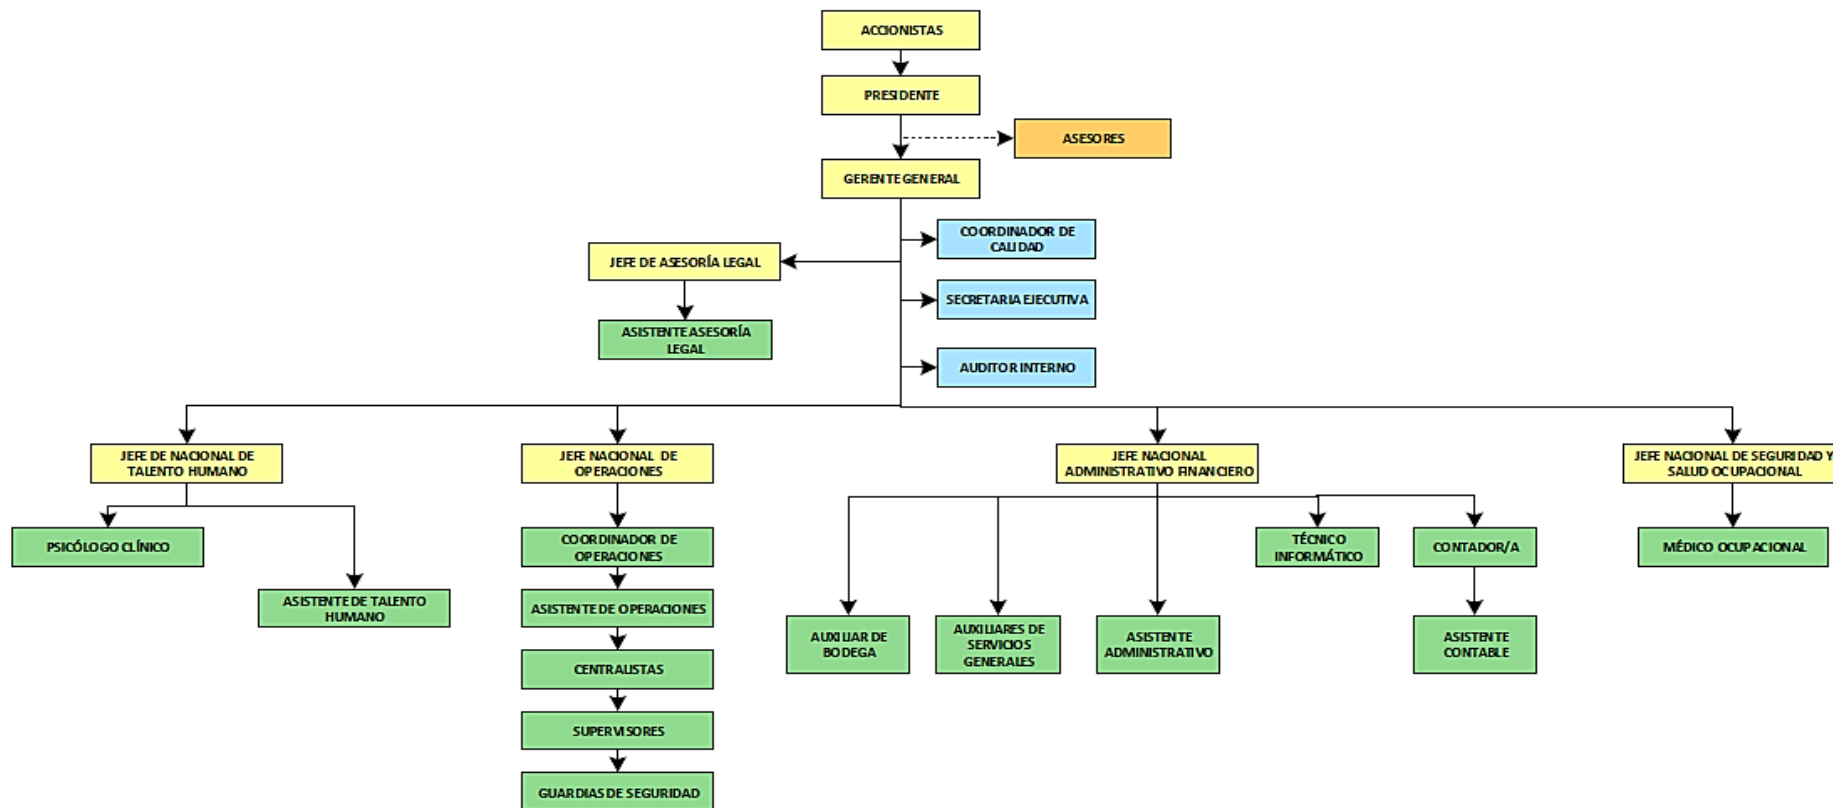 ACCIONISTAS
PRESIDENTE
ASESORES
GERENTE GENERAL
COORDINADOR DE
CALIDAD
JEFE DE ASESORÍA LEGAL
SECRETARIA EJECUTIVA
ASISTENTE ASESORÍA
LEGAL
AUDITOR INTERNO
JEFE DE NACIONAL DE
TALENTO HUMANO
JEFE NACIONAL DE
OPERACIONES
JEFE NACIONAL
ADMINISTRATIVO FINANCIERO
JEFE NACIONAL DE SEGURIDAD Y
SALUD OCUPACIONAL
PSICÓLOGO CLÍNICO
COORDINADOR DE
OPERACIONES
TÉCNICO
INFORMÁTICO
CONTADOR/A
MÉDICO OCUPACIONAL
ASISTENTE DE TALENTO
HUMANO
ASISTENTE DE OPERACIONES
AUXILIAR DE
BODEGA
AUXILIARES DE
SERVICIOS
GENERALES
ASISTENTE
ADMINISTRATIVO
ASISTENTE
CONTABLE
CENTRALISTAS
SUPERVISORES
GUARDIAS DE SEGURIDAD